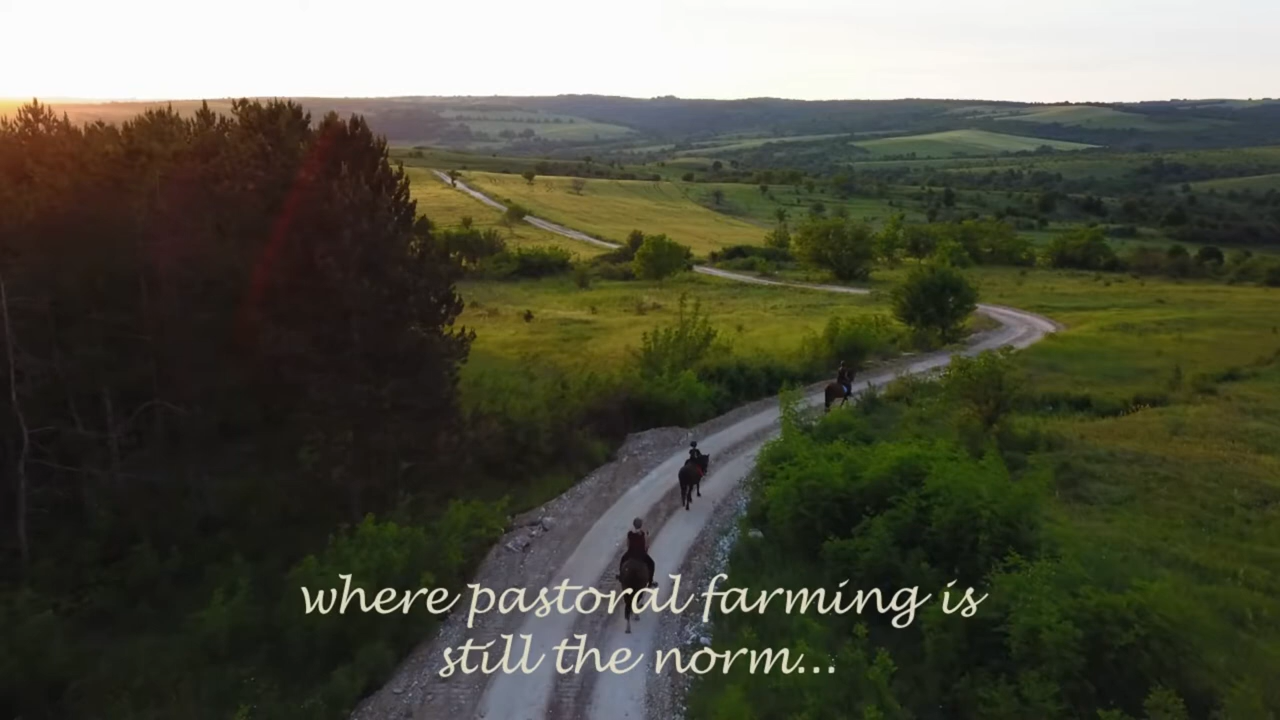 where pastoral farming is
still the norm...